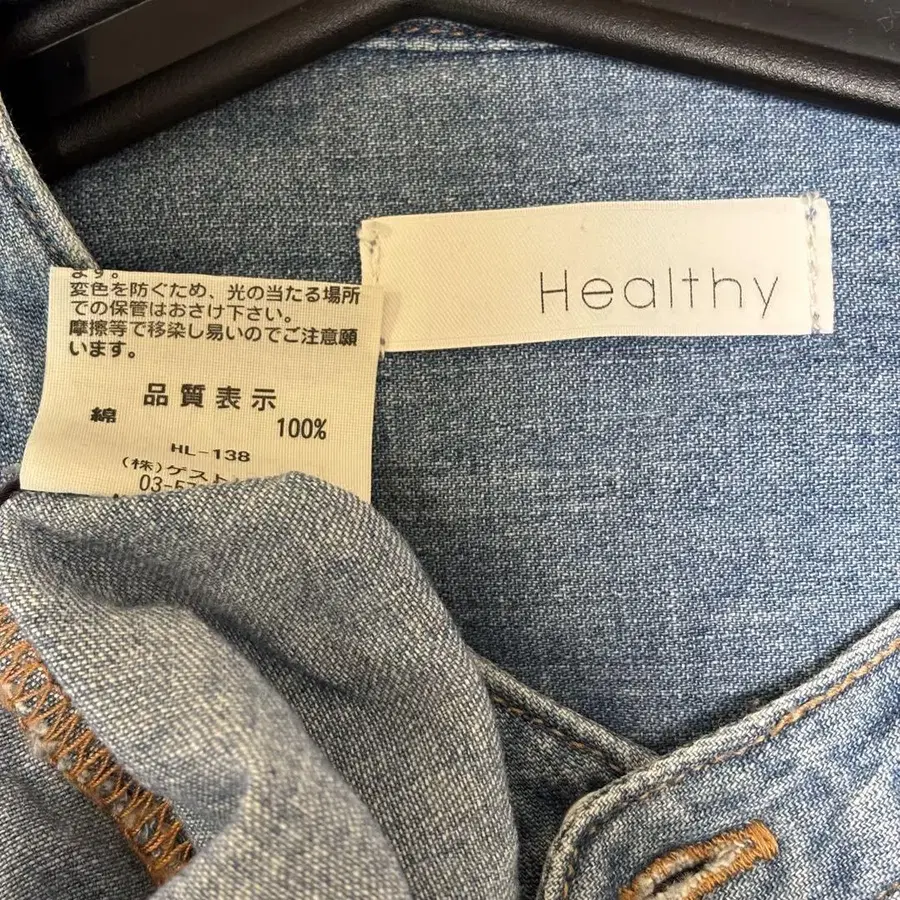 ます。
変色を防ぐため、光の当たる場所
での保管はおさけ下さい。
摩擦等で移染し易いのでご注意願
います。
品質表示
綿 100%
HL-138
(株)ゲスト
03-5
Healthy